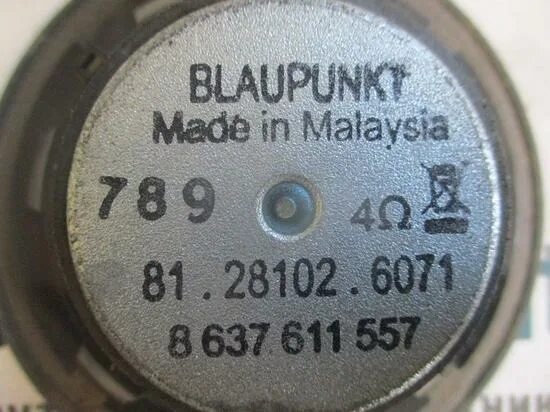 BLAUPUNKT
Made in Malaysia
789 4Ω
81.28102.6071
8 637 611 557